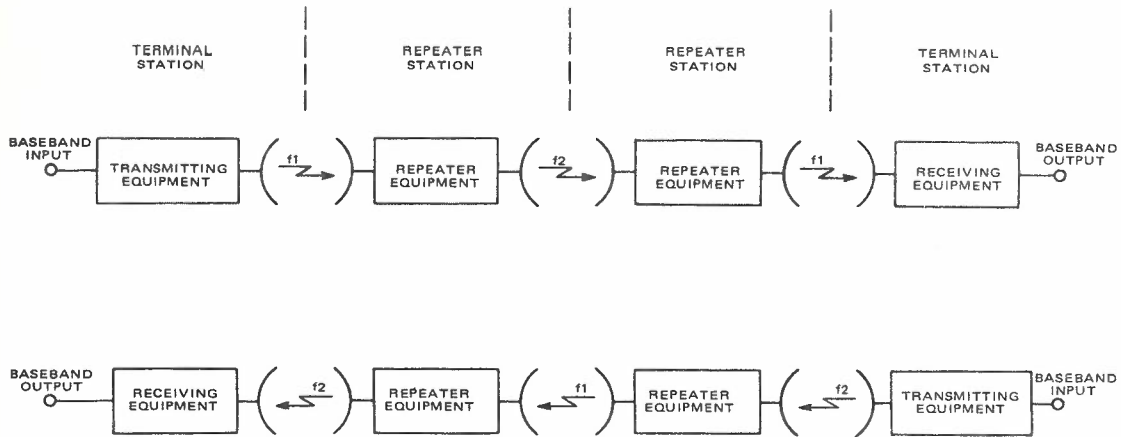 TERMINAL
STATION
REPEATER
STATION
REPEATER
STATION
TERMINAL
STATION
BASEBAND
INPUT
TRANSMITTING
EQUIPMENT
f1
REPEATER
EQUIPMENT
f2
REPEATER
EQUIPMENT
f1
RECEIVING
EQUIPMENT
BASEBAND
OUTPUT
BASEBAND
OUTPUT
RECEIVING
EQUIPMENT
f2
REPEATER
EQUIPMENT
f1
REPEATER
EQUIPMENT
f2
TRANSMITTING
EQUIPMENT
BASEBAND
INPUT